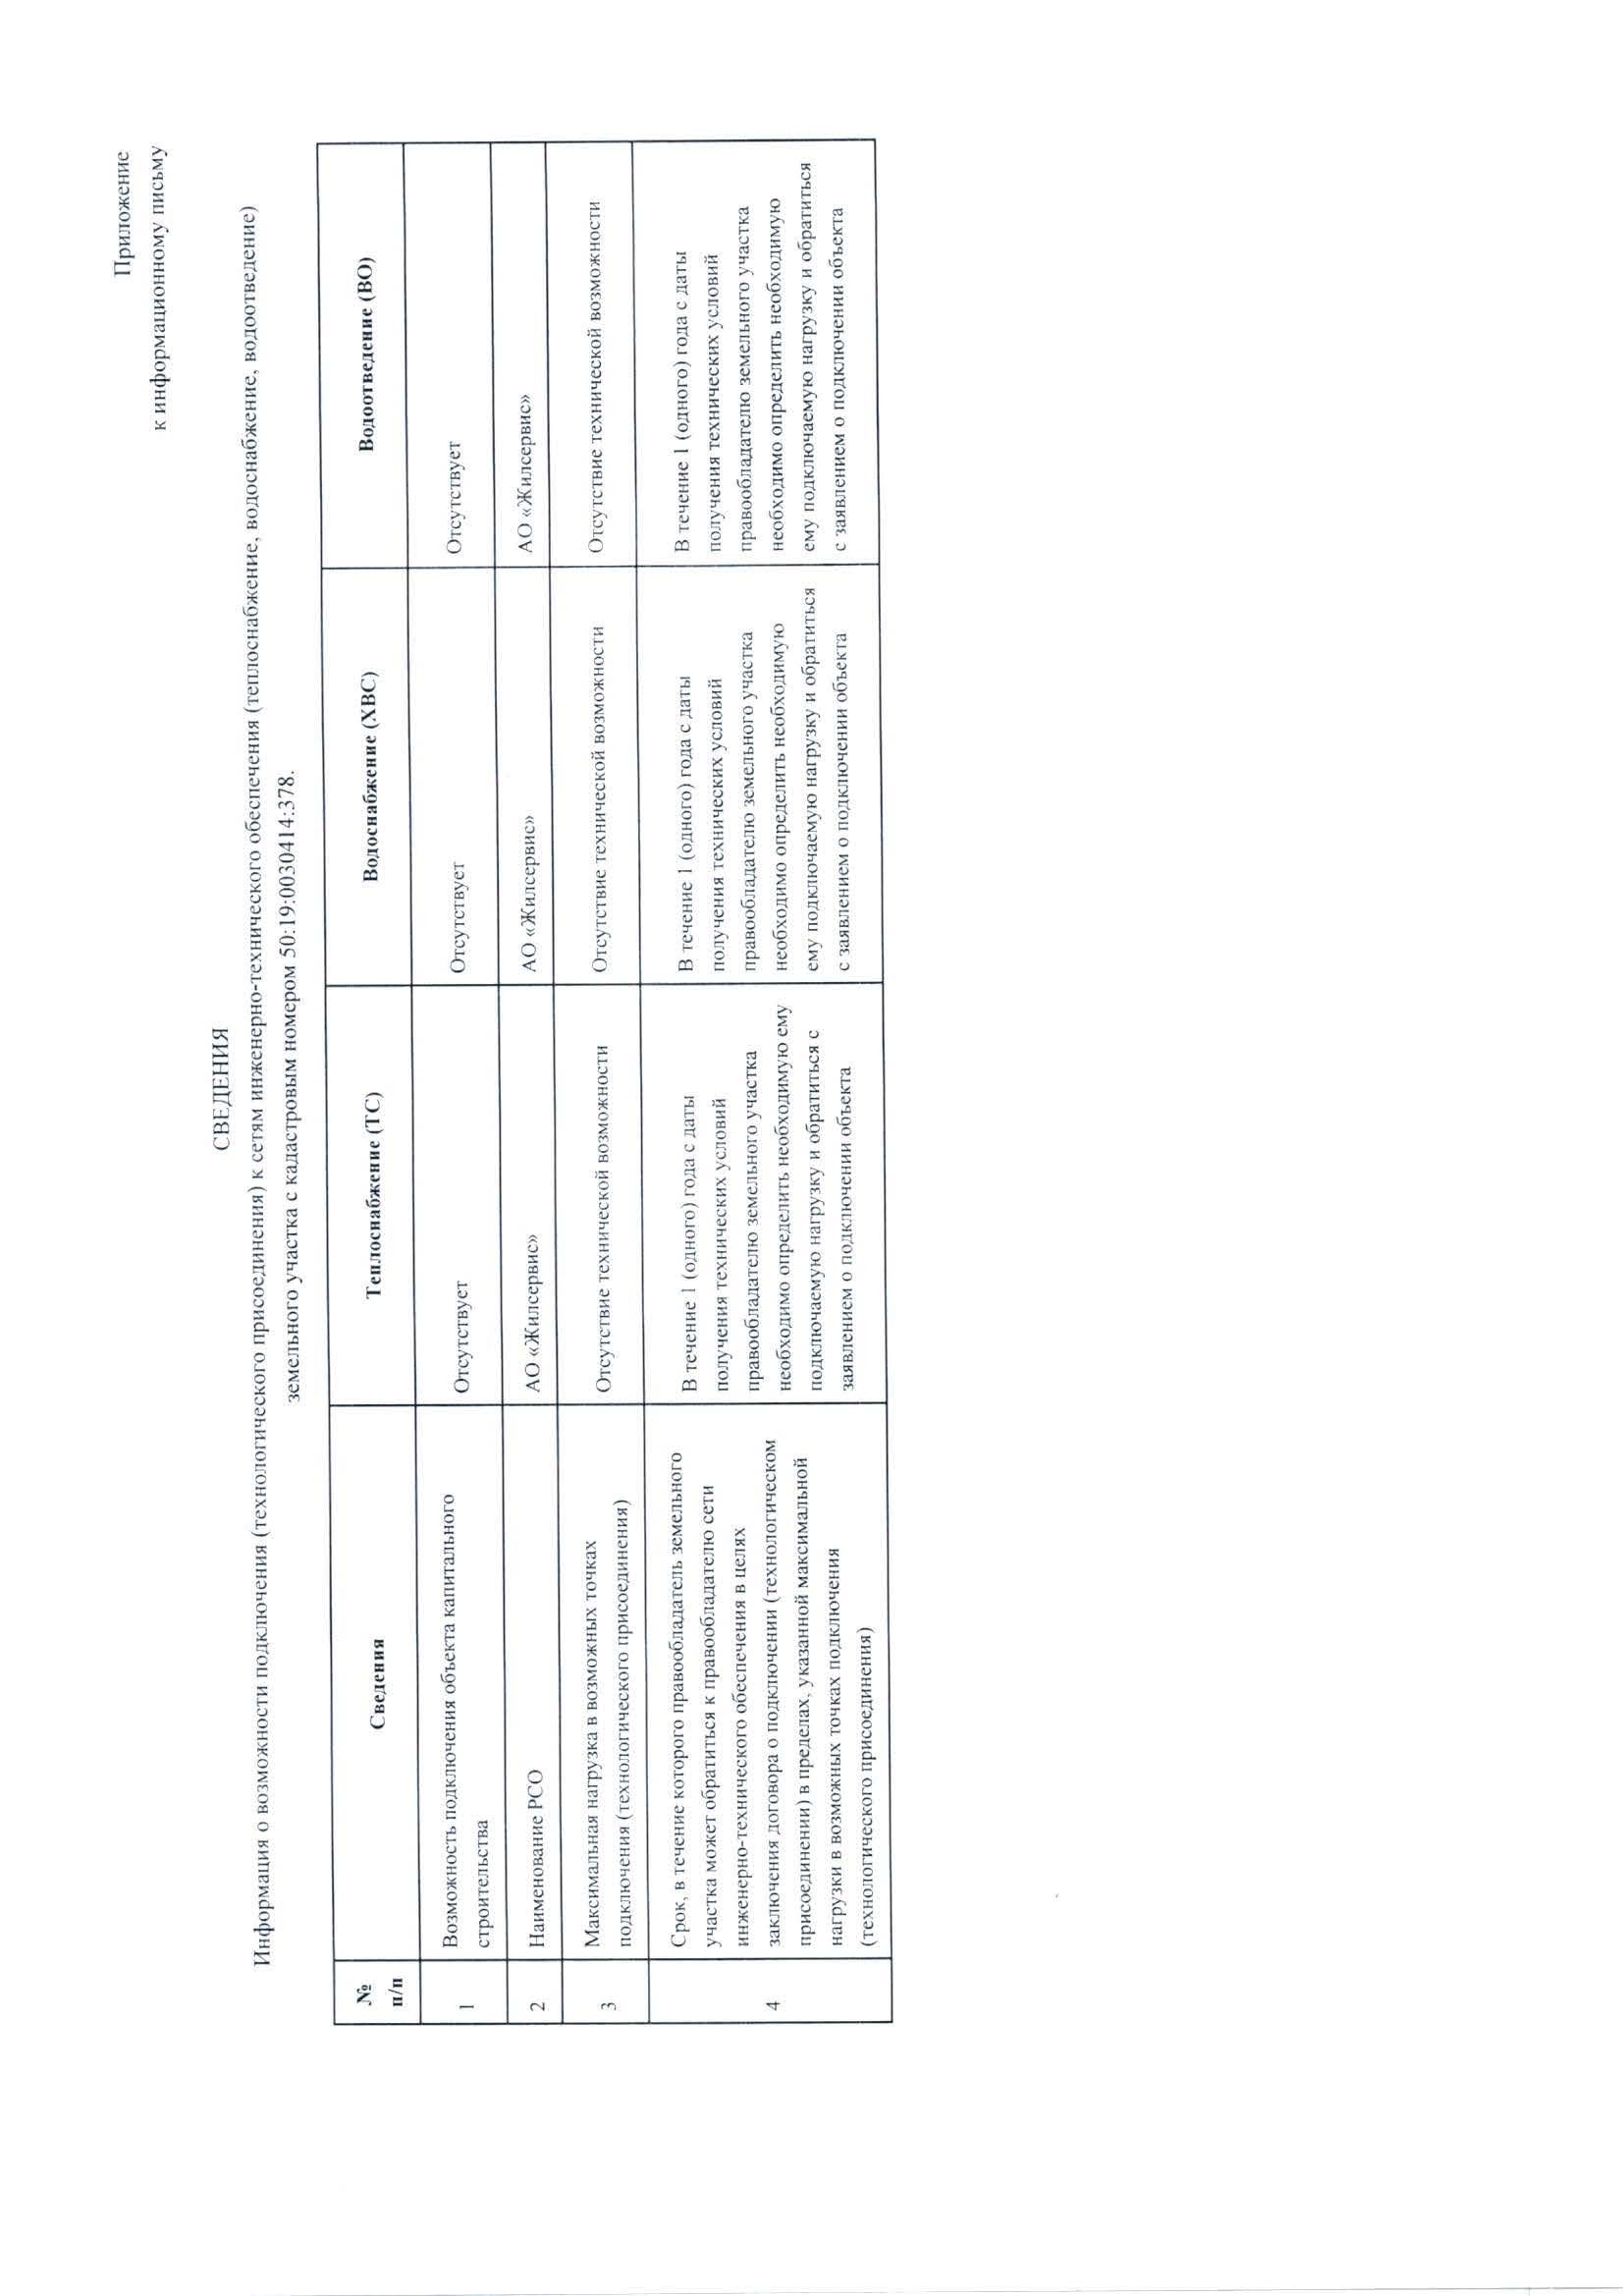 Приложение
к информационному письму
СВЕДЕНИЯ
Информация о возможности подключения (технологического присоединения) к сетям инженерно-технического обеспечения (теплоснабжение, водоснабжение, водоотведение)
земельного участка с кадастровым номером 50:19:0030414:378.
№
п/п
Сведения
Теплоснабжение (ТС)
Водоснабжение (ХВС)
Водоотведение (ВО)
1
Возможность подключения объекта капитального
строительства
Отсутствует
Отсутствует
Отсутствует
2
Наименование РСО
АО «Жилсервис»
АО «Жилсервис»
АО «Жилсервис»
3
Максимальная нагрузка в возможных точках
подключения (технологического присоединения)
Отсутствие технической возможности
Отсутствие технической возможности
Отсутствие технической возможности
4
Срок, в течение которого правообладатель земельного
участка может обратиться к правообладателю сети
инженерно-технического обеспечения в целях
заключения договора о подключении (технологическом
присоединении) в пределах, указанной максимальной
нагрузки в возможных точках подключения
(технологического присоединения)
В течение 1 (одного) года с даты
получения технических условий
правообладателю земельного участка
необходимо определить необходимую ему
подключаемую нагрузку и обратиться с
заявлением о подключении объекта
В течение 1 (одного) года с даты
получения технических условий
правообладателю земельного участка
необходимо определить необходимую
ему подключаемую нагрузку и обратиться
с заявлением о подключении объекта
В течение 1 (одного) года с даты
получения технических условий
правообладателю земельного участка
необходимо определить необходимую
ему подключаемую нагрузку и обратиться
с заявлением о подключении объекта